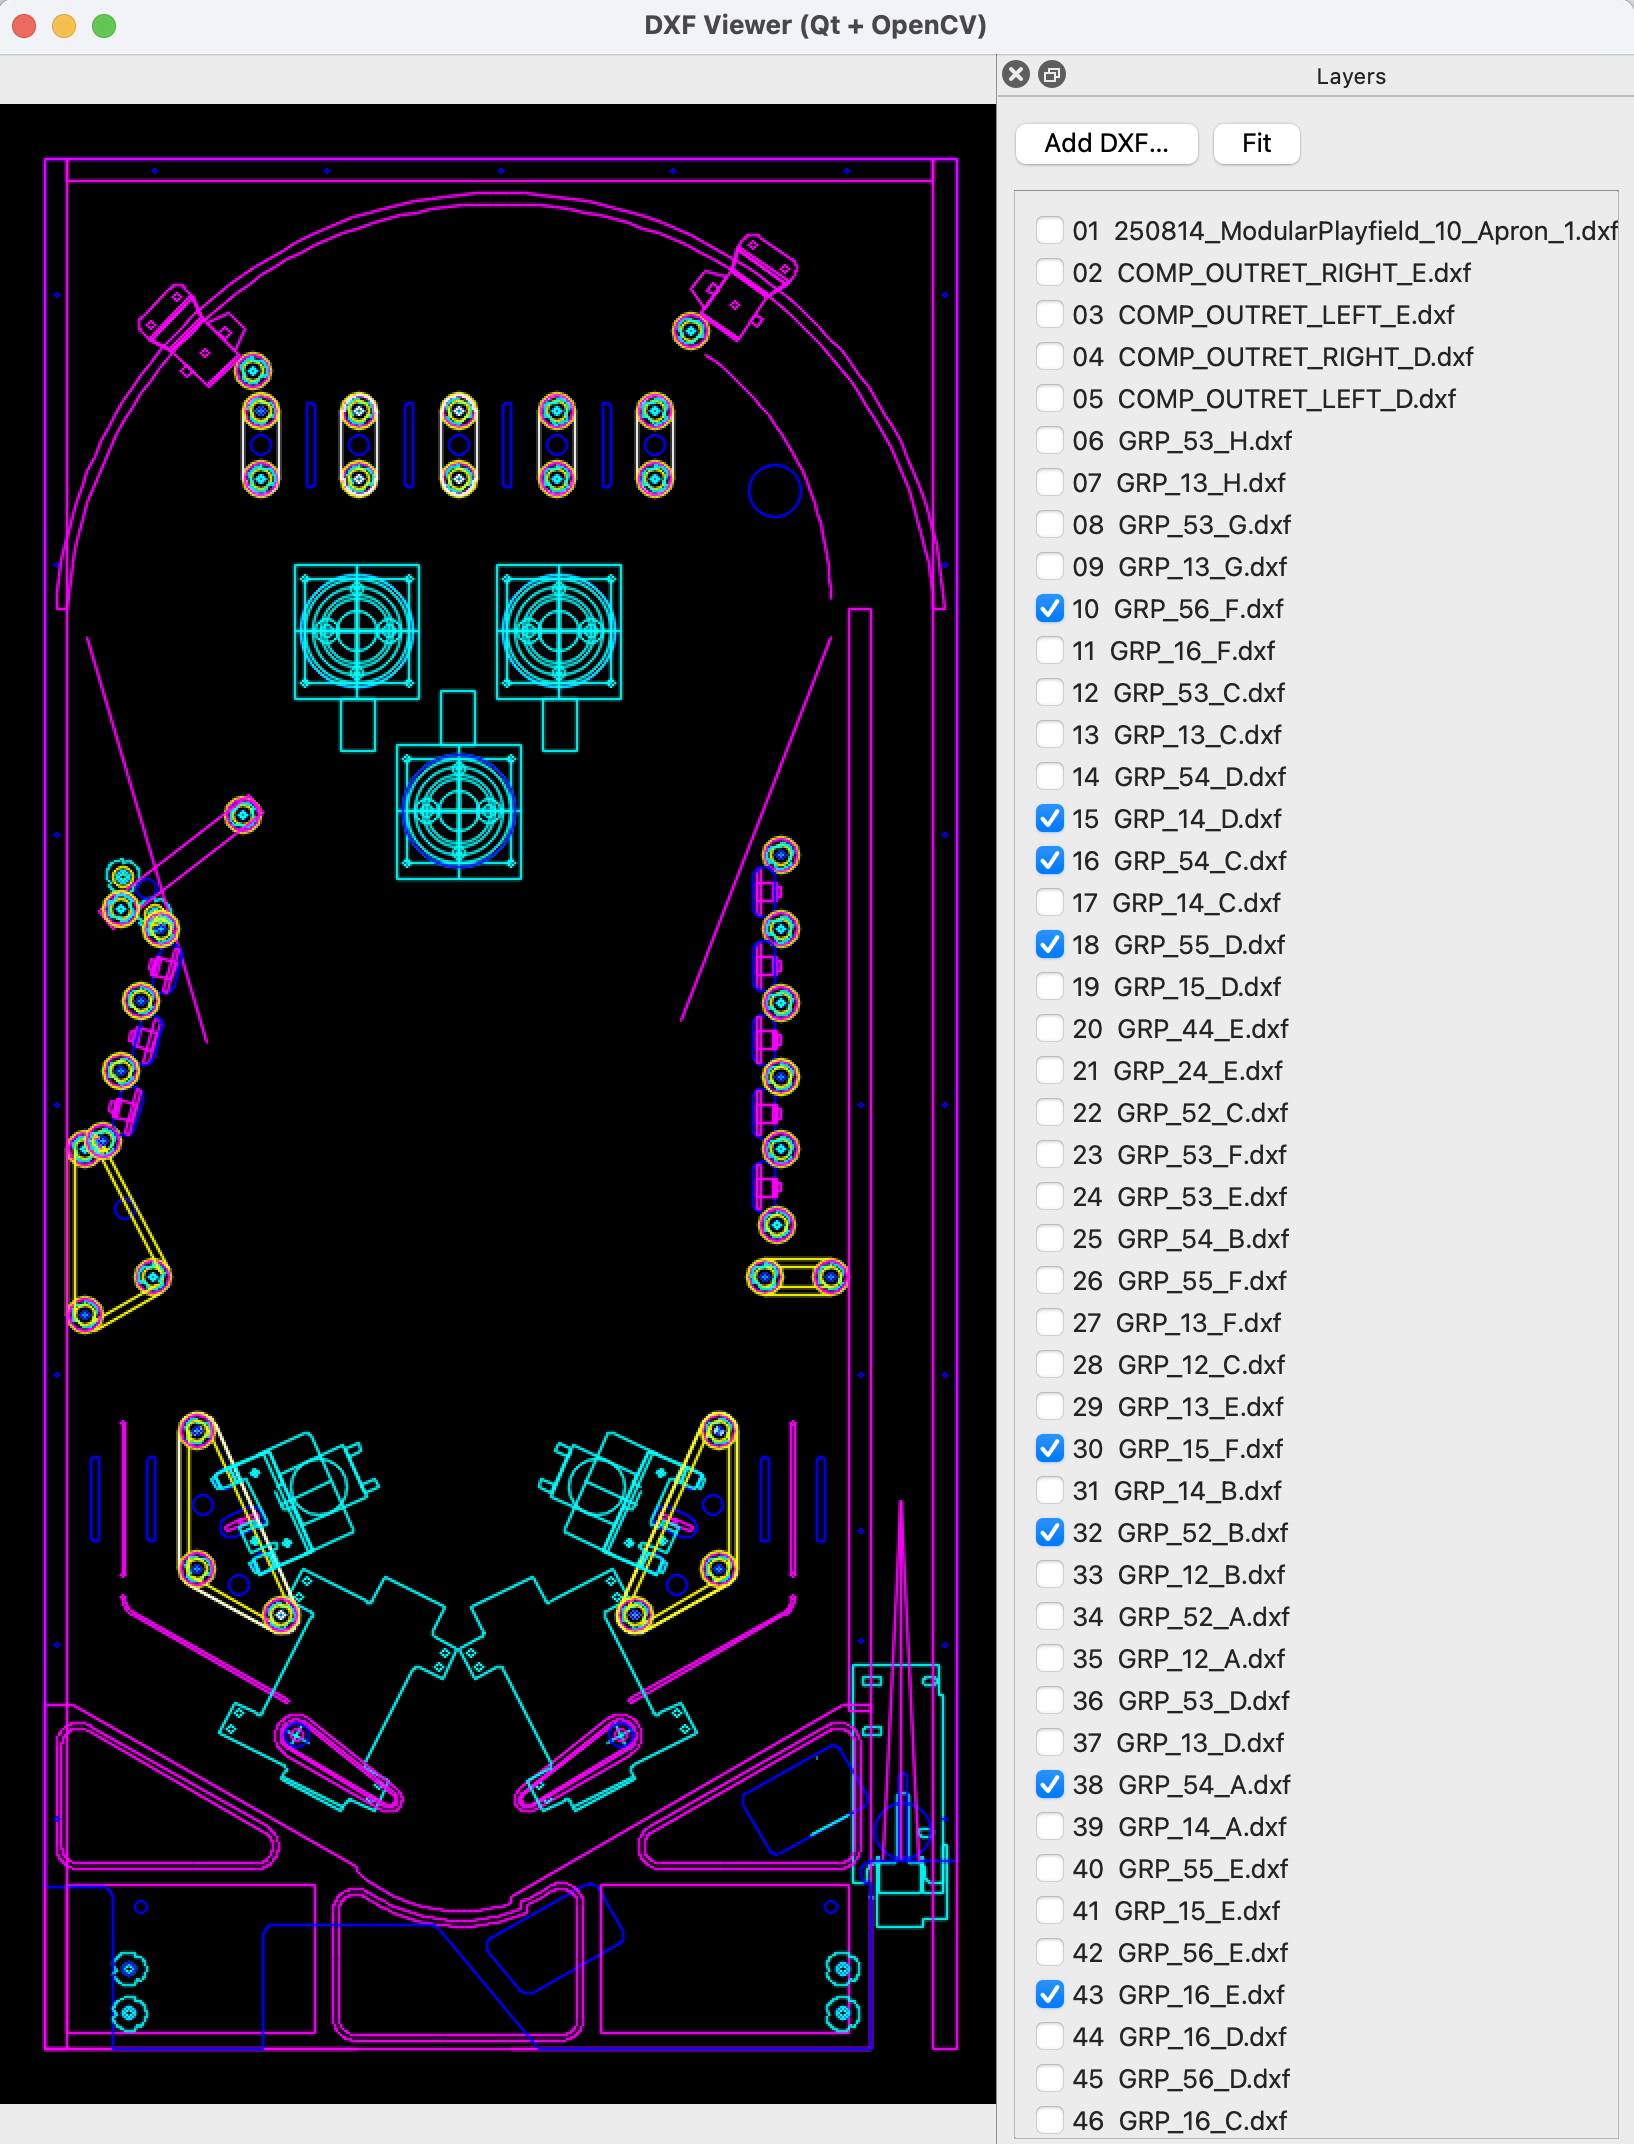 DXF Viewer (Qt + OpenCV)
Layers
Add DXF...
Fit
01 250814_ModularPlayfield_10_Apron_1.dxf
02 COMP_OUTRET_RIGHT_E.dxf
03 COMP_OUTRET_LEFT_E.dxf
04 COMP_OUTRET_RIGHT_D.dxf
05 COMP_OUTRET_LEFT_D.dxf
06 GRP_53_H.dxf
07 GRP_13_H.dxf
08 GRP_53_G.dxf
09 GRP_13_G.dxf
10 GRP_56_F.dxf
11 GRP_16_F.dxf
12 GRP_53_C.dxf
13 GRP_13_C.dxf
14 GRP_54_D.dxf
15 GRP_14_D.dxf
16 GRP_54_C.dxf
17 GRP_14_C.dxf
18 GRP_55_D.dxf
19 GRP_15_D.dxf
20 GRP_44_E.dxf
21 GRP_24_E.dxf
22 GRP_52_C.dxf
23 GRP_53_F.dxf
24 GRP_53_E.dxf
25 GRP_54_B.dxf
26 GRP_55_F.dxf
27 GRP_13_F.dxf
28 GRP_12_C.dxf
29 GRP_13_E.dxf
30 GRP_15_F.dxf
31 GRP_14_B.dxf
32 GRP_52_B.dxf
33 GRP_12_B.dxf
34 GRP_52_A.dxf
35 GRP_12_A.dxf
36 GRP_53_D.dxf
37 GRP_13_D.dxf
38 GRP_54_A.dxf
39 GRP_14_A.dxf
40 GRP_55_E.dxf
41 GRP_15_E.dxf
42 GRP_56_E.dxf
43 GRP_16_E.dxf
44 GRP_16_D.dxf
45 GRP_56_D.dxf
46 GRP_16_C.dxf